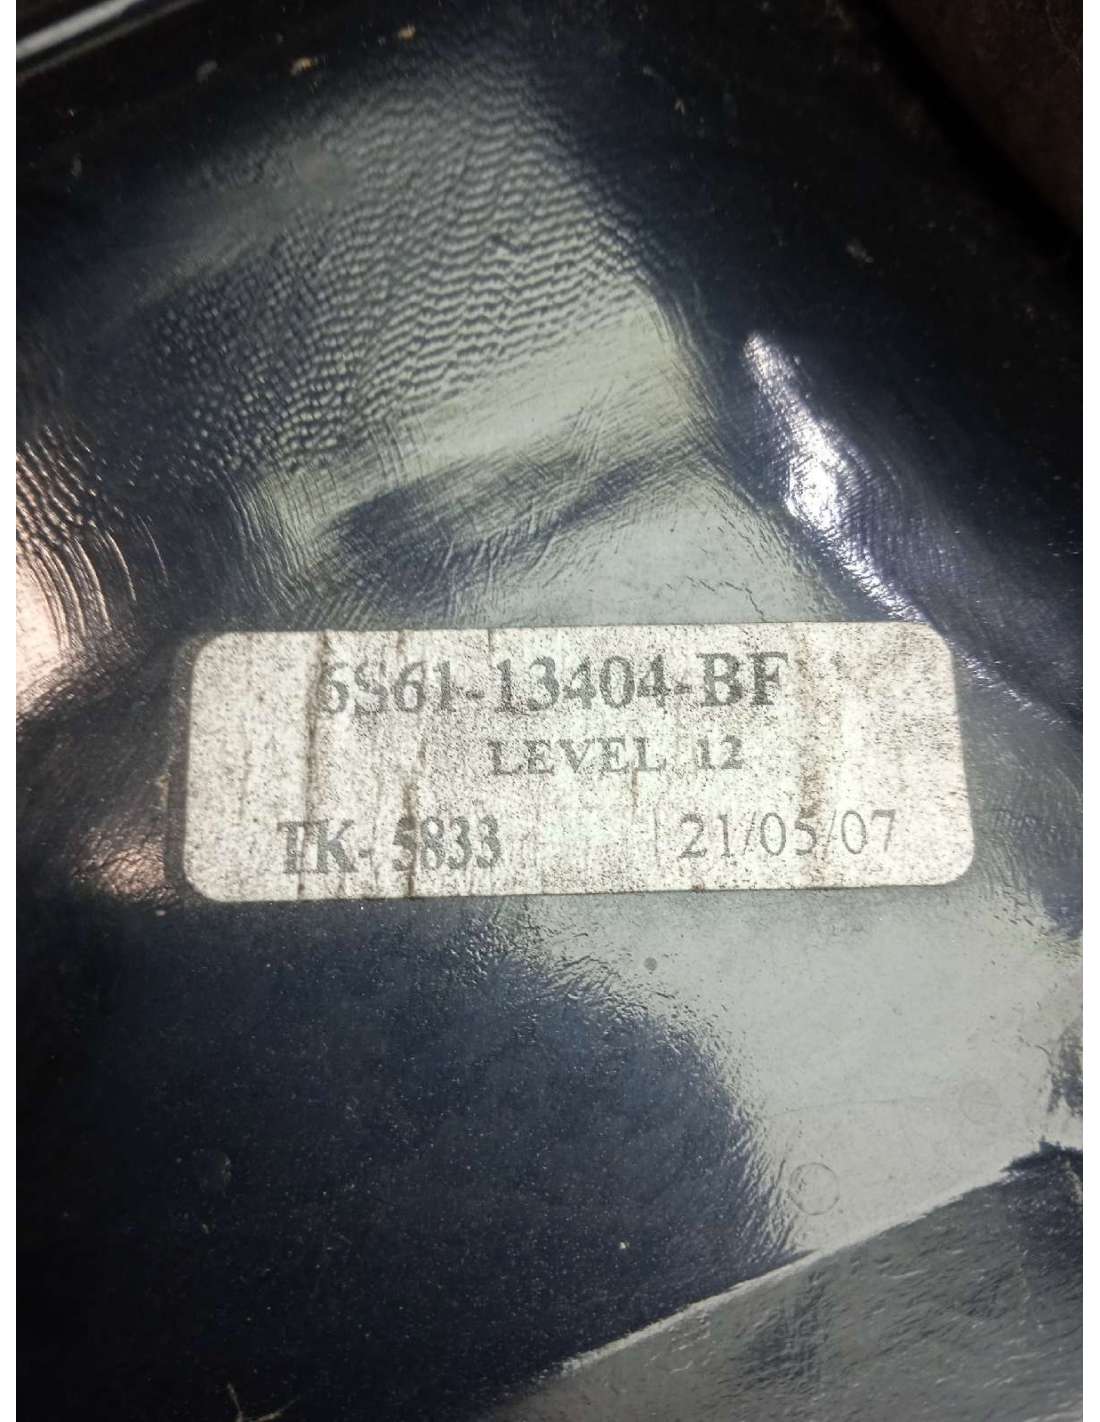 6S61-13404-BF
LEVEL 12
TK- 5833 21/05/07